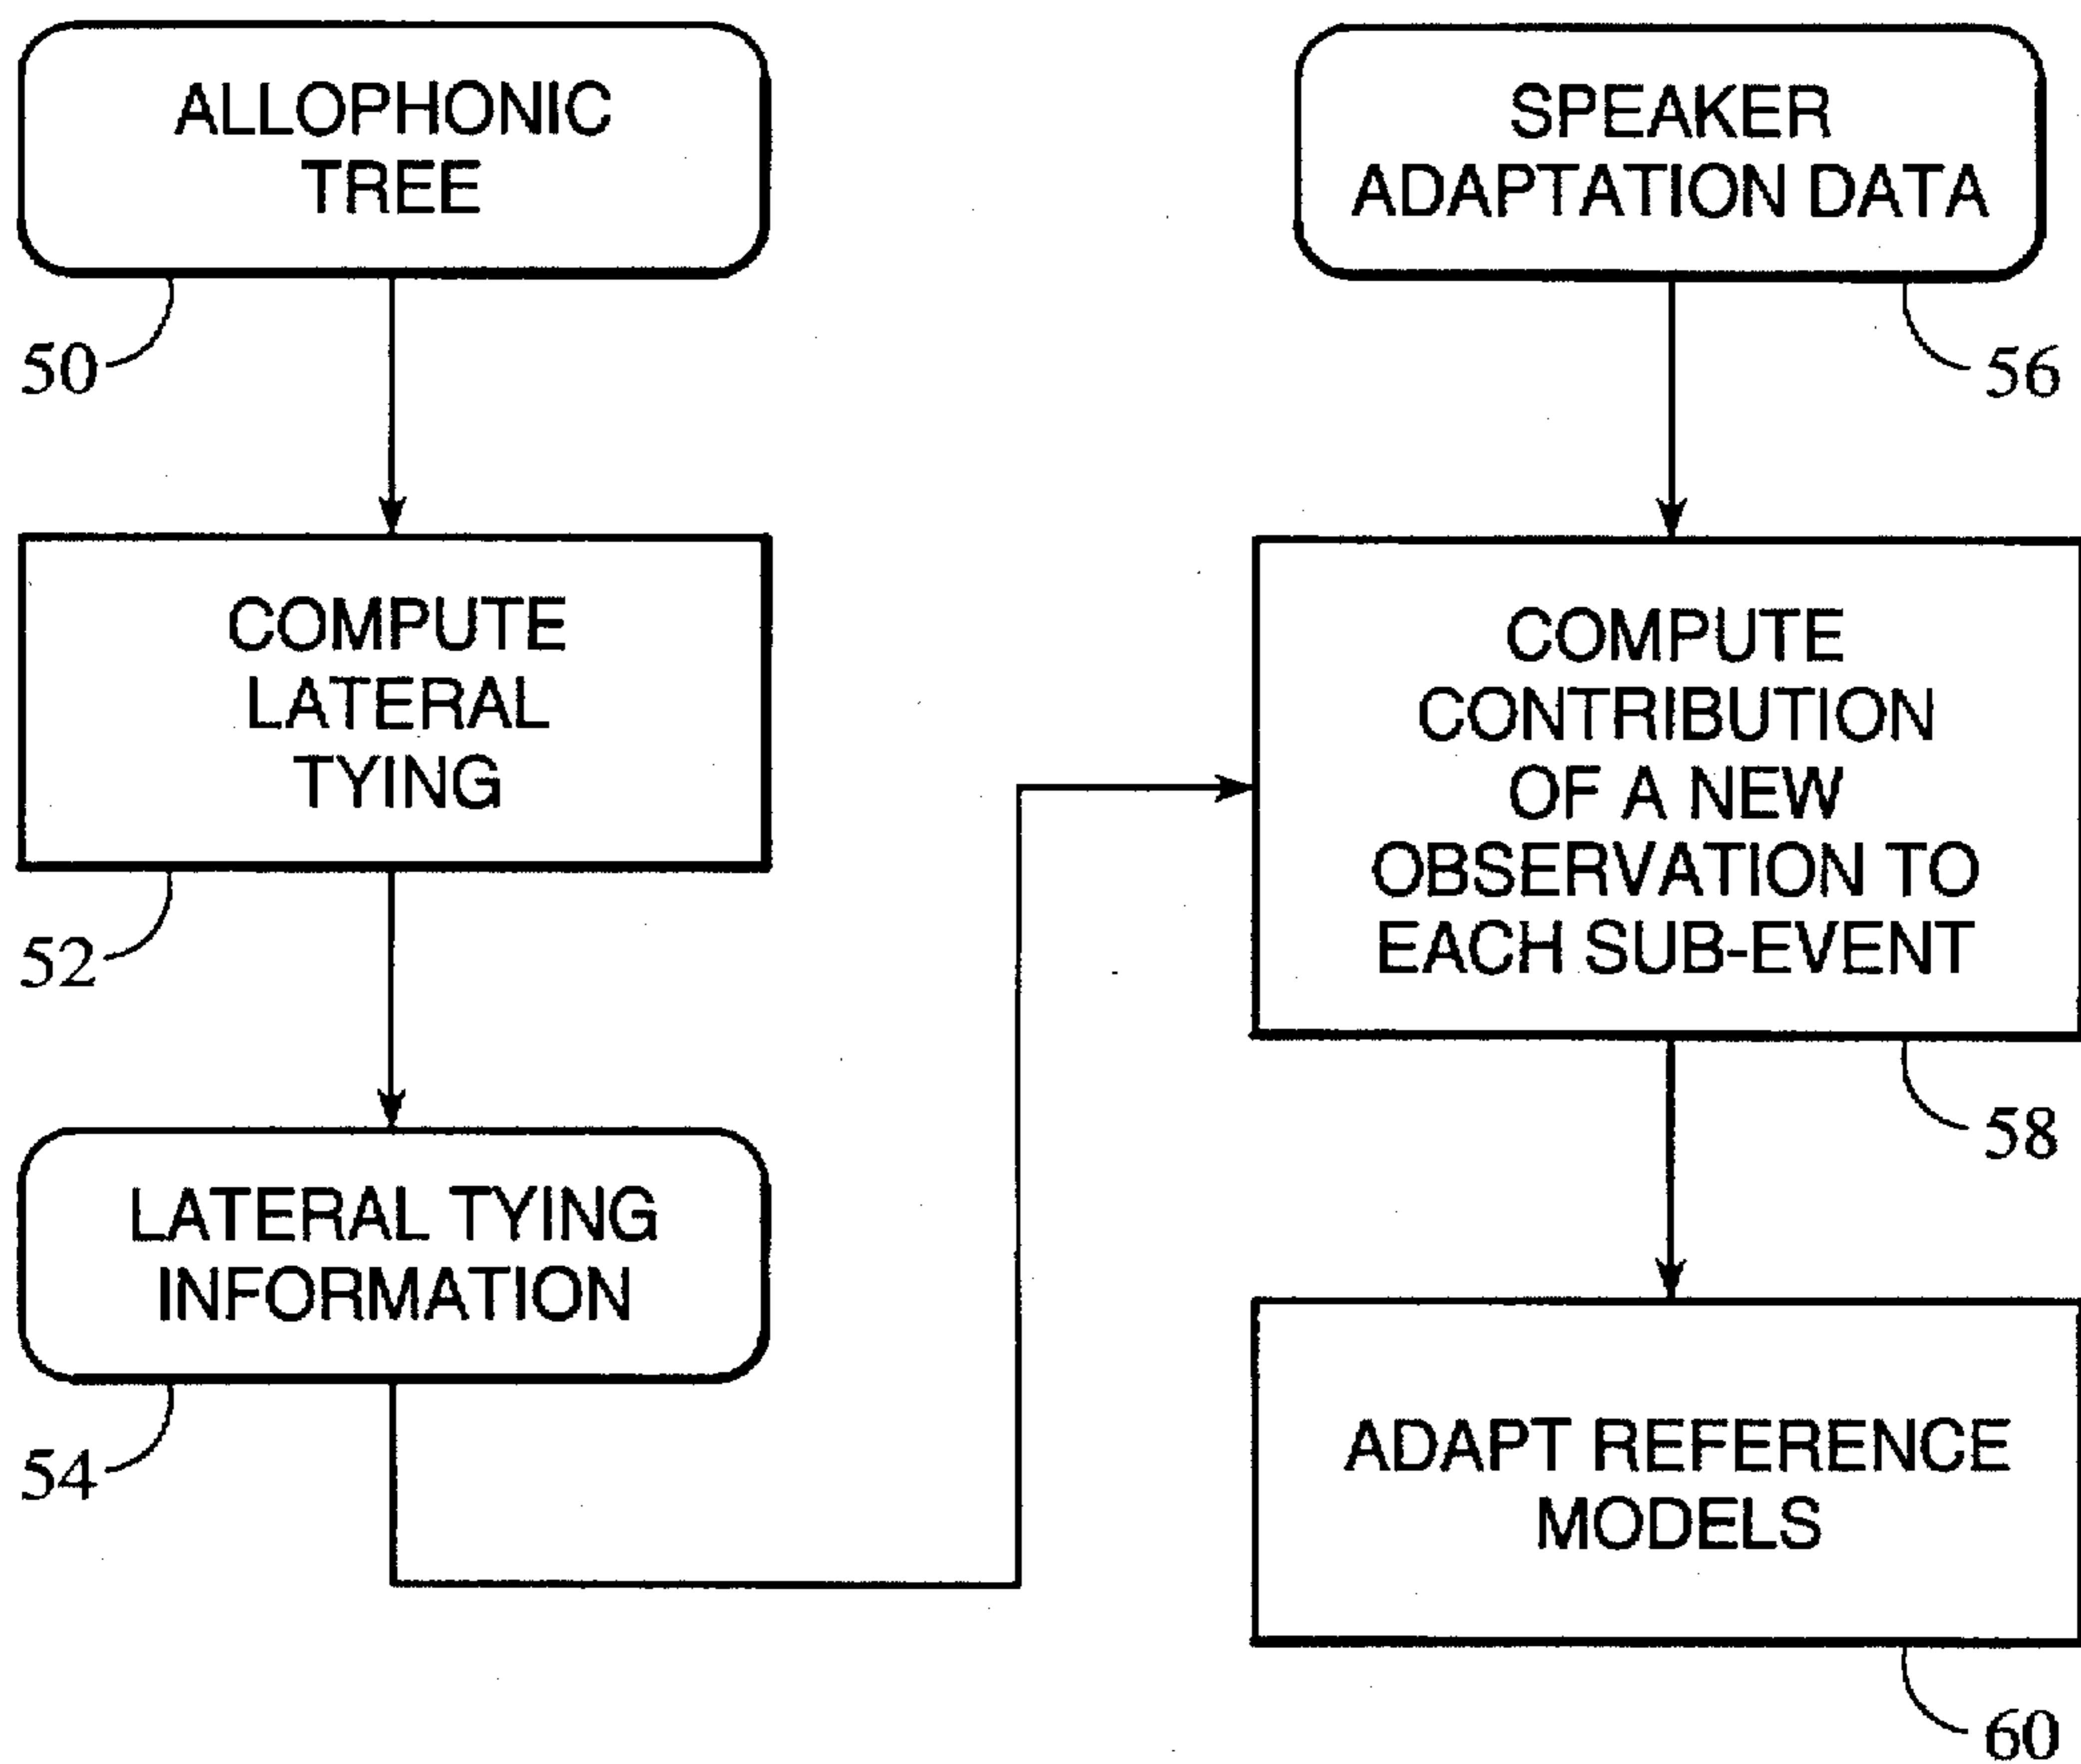 ALLOPHONIC
TREE
50
COMPUTE
LATERAL
TYING
52
LATERAL TYING
INFORMATION
54
SPEAKER
ADAPTATION DATA
56
COMPUTE
CONTRIBUTION
OF A NEW
OBSERVATION TO
EACH SUB-EVENT
58
ADAPT REFERENCE
MODELS
60